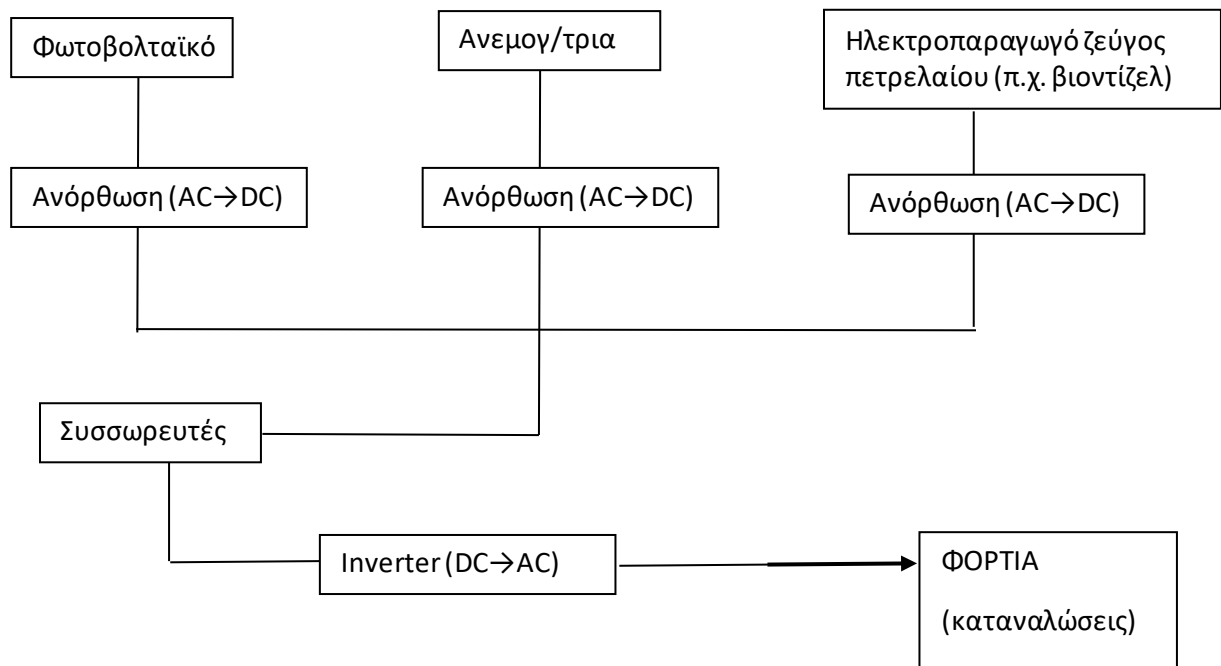 Φωτοβολταϊκό
Ανεμογ/τρια
Ηλεκτροπαραγωγό ζεύγος
πετρελαίου (π.χ. βιοντίζελ)
Ανόρθωση (AC→DC)
Ανόρθωση (AC→DC)
Ανόρθωση (AC→DC)
Συσσωρευτές
Inverter (DC→AC)
ΦΟΡΤΙΑ
(καταναλώσεις)